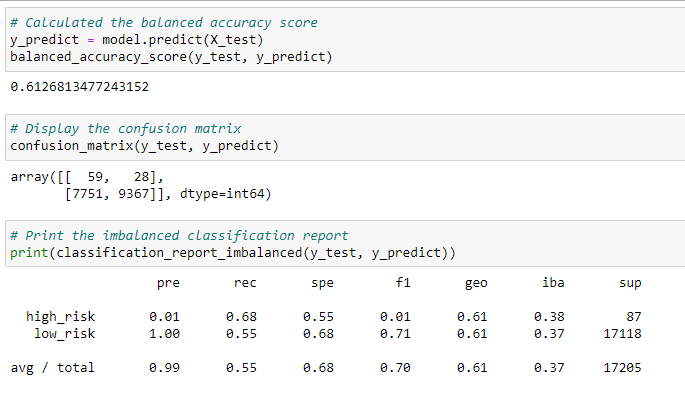 # Calculated the balanced accuracy score
y_predict = model.predict(X_test)
balanced_accuracy_score(y_test, y_predict)
0.6126813477243152
# Display the confusion matrix
confusion_matrix(y_test, y_predict)
array([[  59,   28],
       [7751, 9367]], dtype=int64)
# Print the imbalanced classification report
print(classification_report_imbalanced(y_test, y_predict))
                   pre       rec       spe        f1       geo       iba       sup
  high_risk       0.01      0.68      0.55      0.01      0.61      0.38        87
   low_risk       1.00      0.55      0.68      0.71      0.61      0.37     17118
avg / total       0.99      0.55      0.68      0.70      0.61      0.37     17205